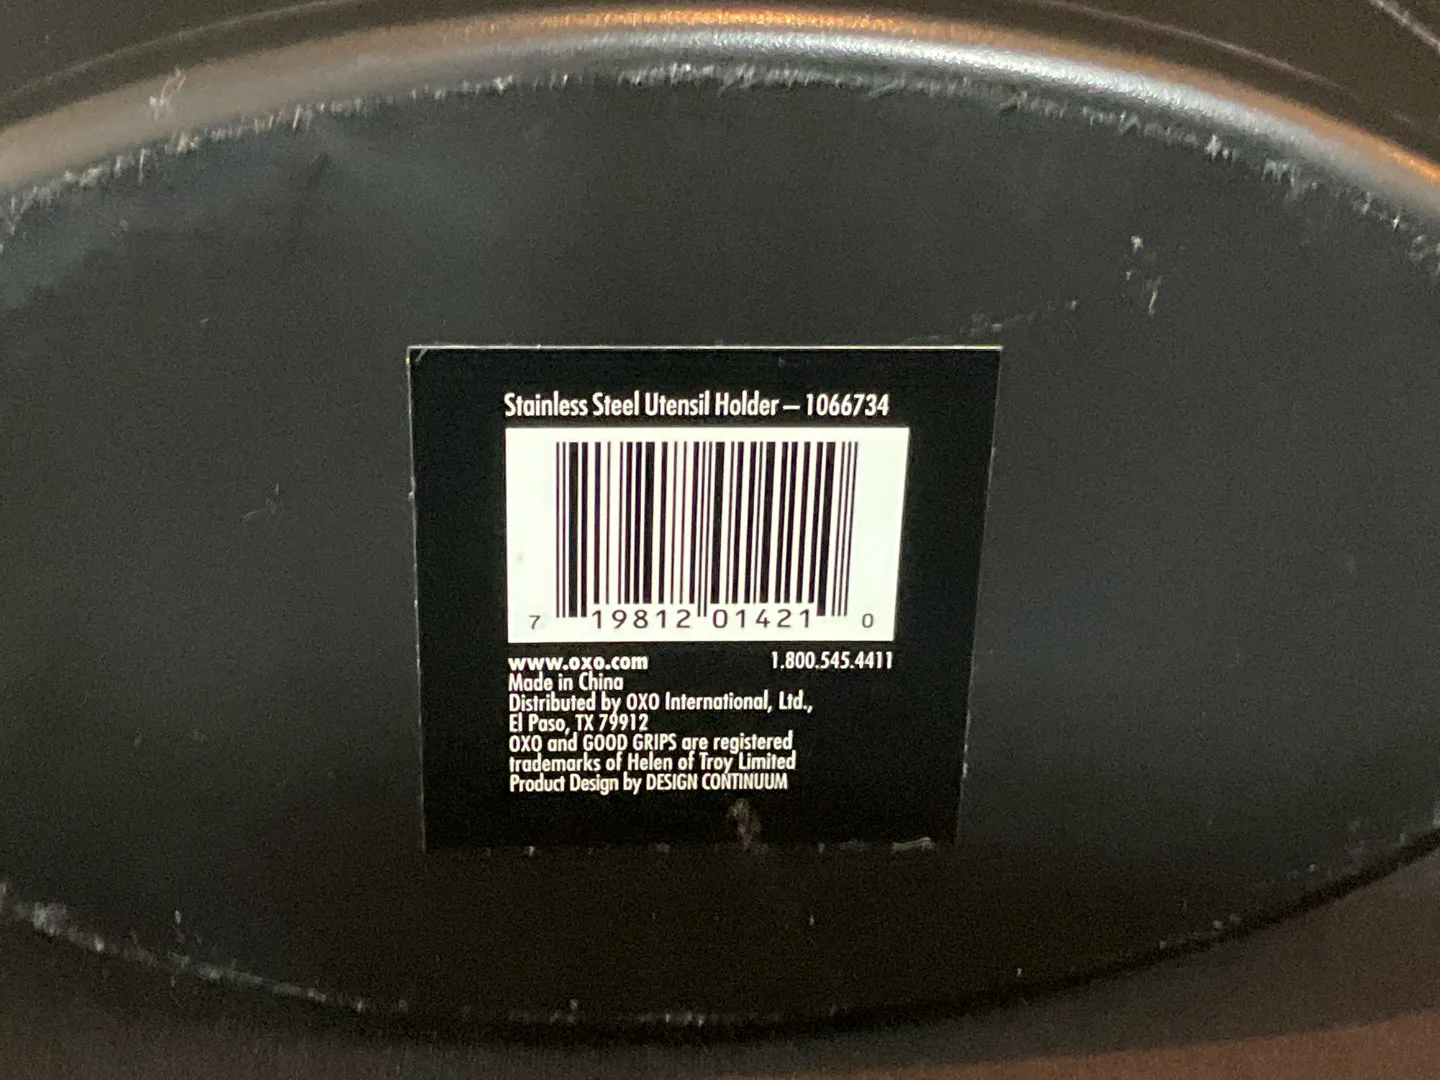 Stainless Steel Utensil Holder – 1066734
7 19812 01421 0
www.oxo.com 1.800.545.4411
Made in China
Distributed by OXO International, Ltd.,
El Paso, TX 79912
OXO and GOOD GRIPS are registered
trademarks of Helen of Troy Limited
Product Design by DESIGN CONTINUUM